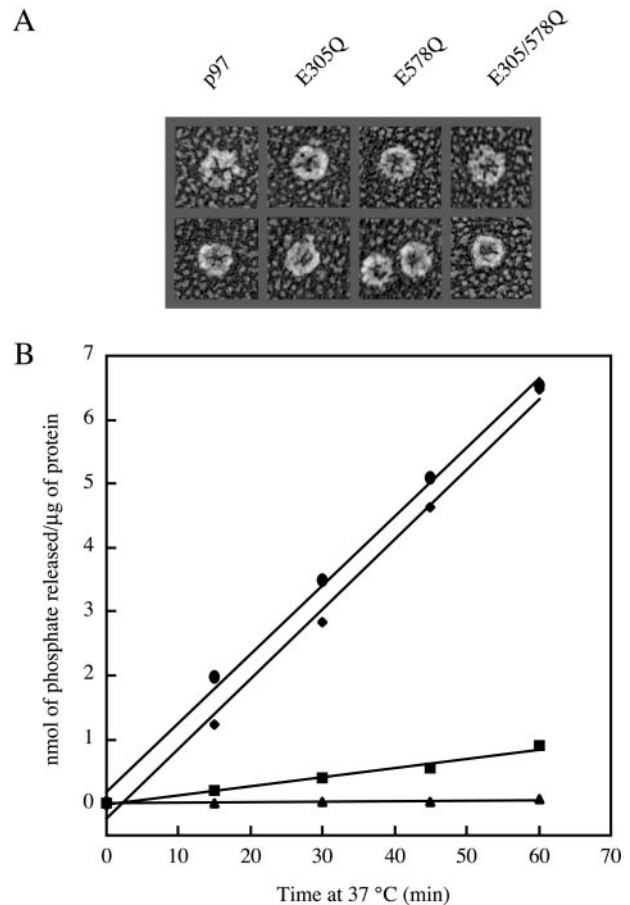 A
p97
E305Q
E578Q
E305/578Q
B
7
6
5
4
3
2
1
0
nmol of phosphate released/µg of protein
0
10
20
30
40
50
60
70
Time at 37 °C (min)